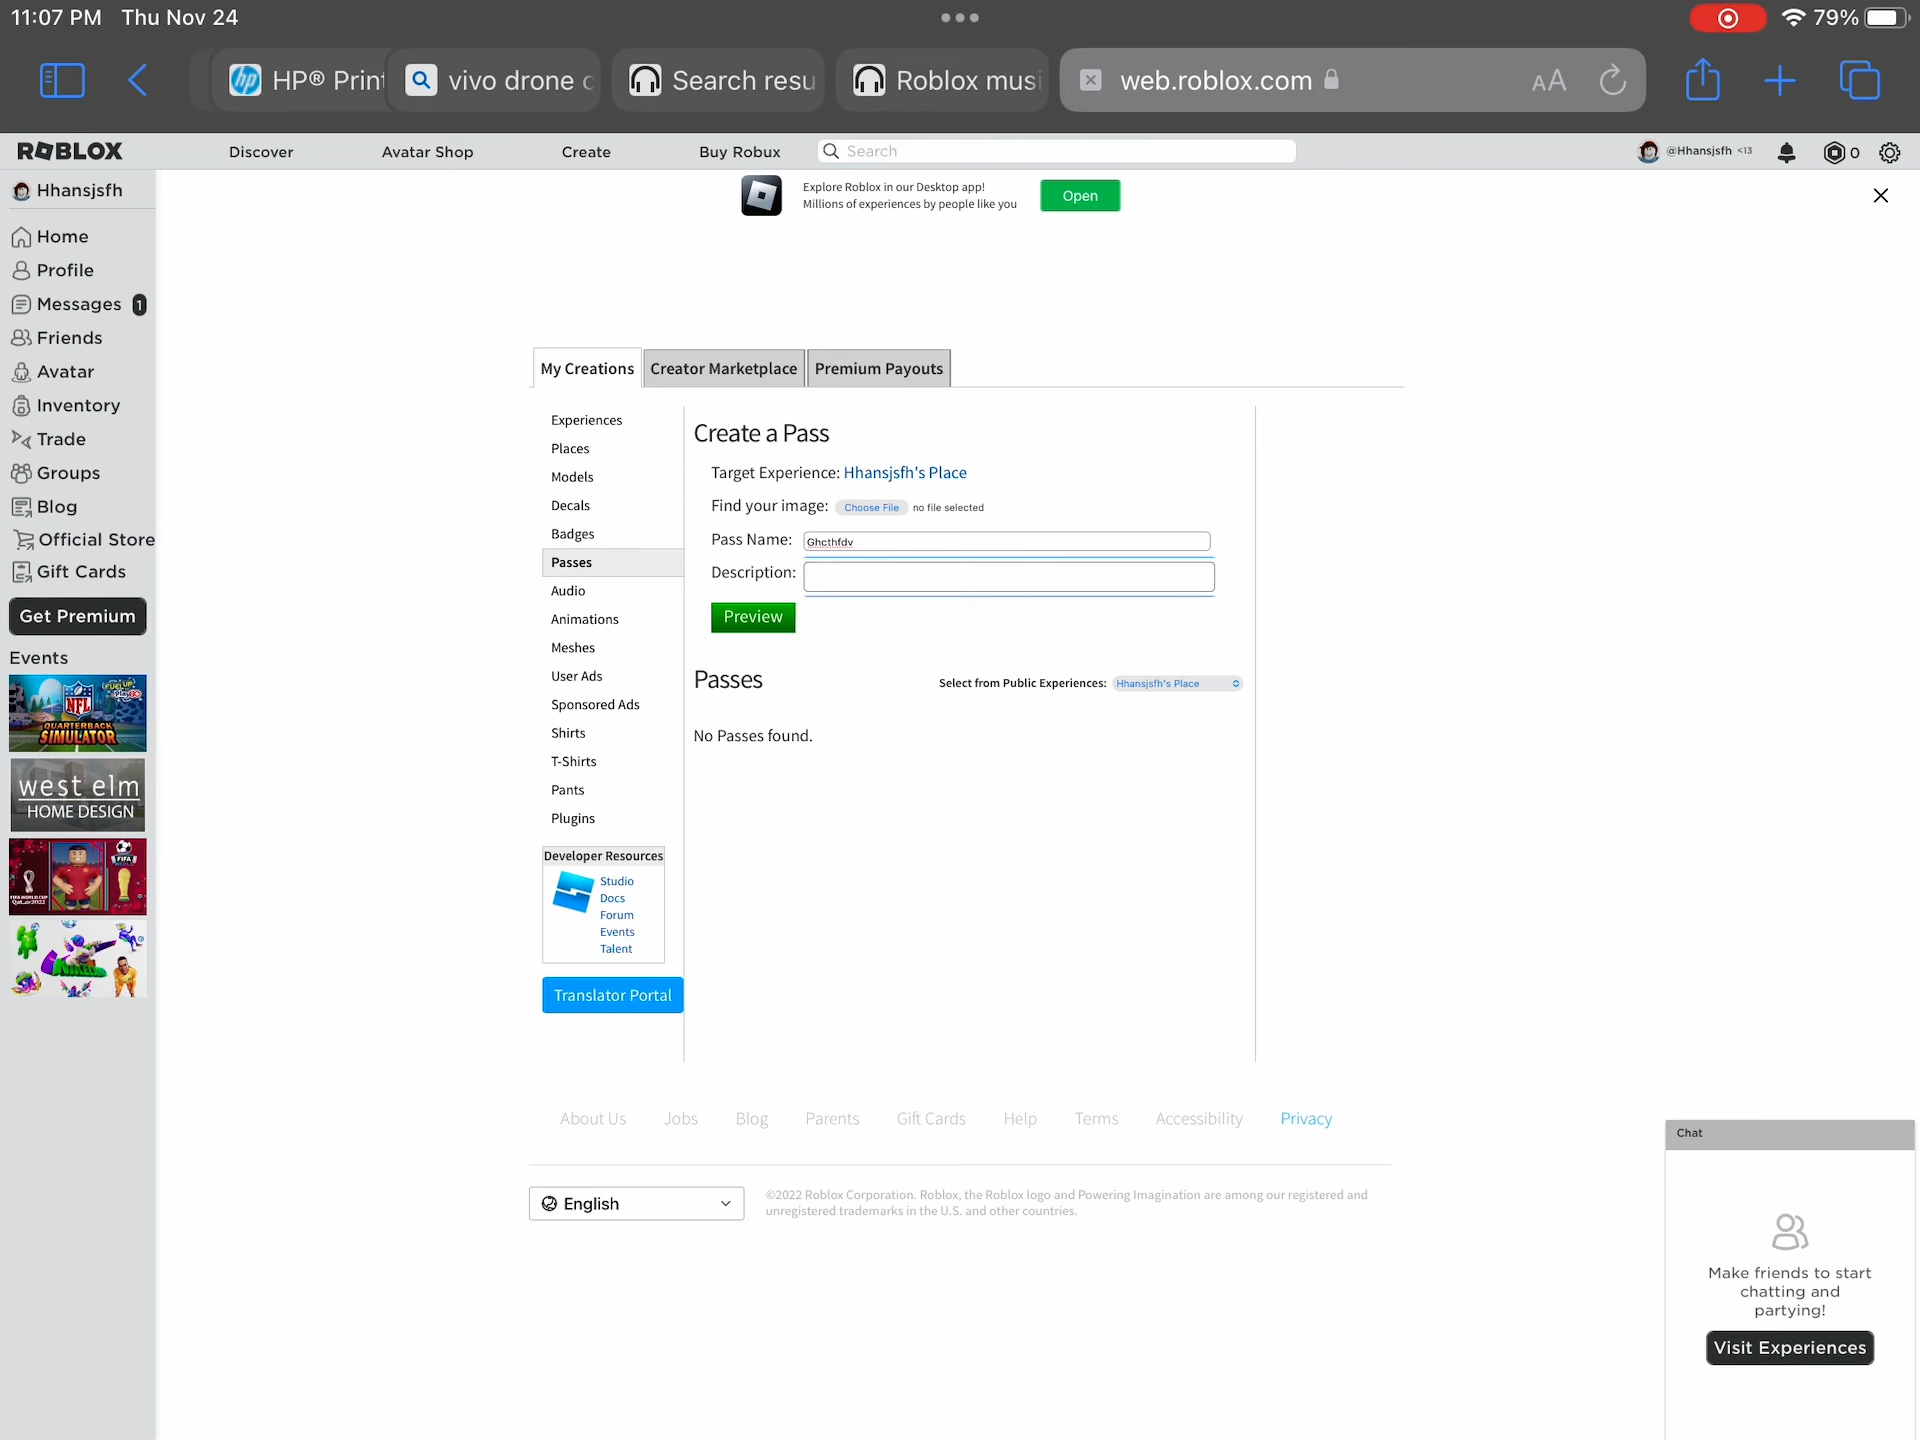 11:07 PM Thu Nov 24
79%
HP® Print
vivo drone c
Search resu
Roblox musi
web.roblox.com
AA
ROBLOX
Discover
Avatar Shop
Create
Buy Robux
Search
@Hhansjsfh <13
0
Hhansjsfh
Explore Roblox in our Desktop app!
Millions of experiences by people like you
Open
Home
Profile
Messages 1
Friends
Avatar
Inventory
Trade
Groups
Blog
Official Store
Gift Cards
Get Premium
Events
NFL
QUARTERBACK
SIMULATOR
west elm
HOME DESIGN
FIFA
My Creations
Creator Marketplace
Premium Payouts
Experiences
Places
Models
Decals
Badges
Passes
Audio
Animations
Meshes
User Ads
Sponsored Ads
Shirts
T-Shirts
Pants
Plugins
Developer Resources
Studio
Docs
Forum
Events
Talent
Translator Portal
Create a Pass
Target Experience: Hhansjsfh's Place
Find your image: Choose File no file selected
Pass Name: Ghcthfdv
Description:
Preview
Passes
Select from Public Experiences: Hhansjsfh's Place
No Passes found.
About Us
Jobs
Blog
Parents
Gift Cards
Help
Terms
Accessibility
Privacy
English
©2022 Roblox Corporation. Roblox, the Roblox logo and Powering Imagination are among our registered and
unregistered trademarks in the U.S. and other countries.
Chat
Make friends to start
chatting and
partying!
Visit Experiences